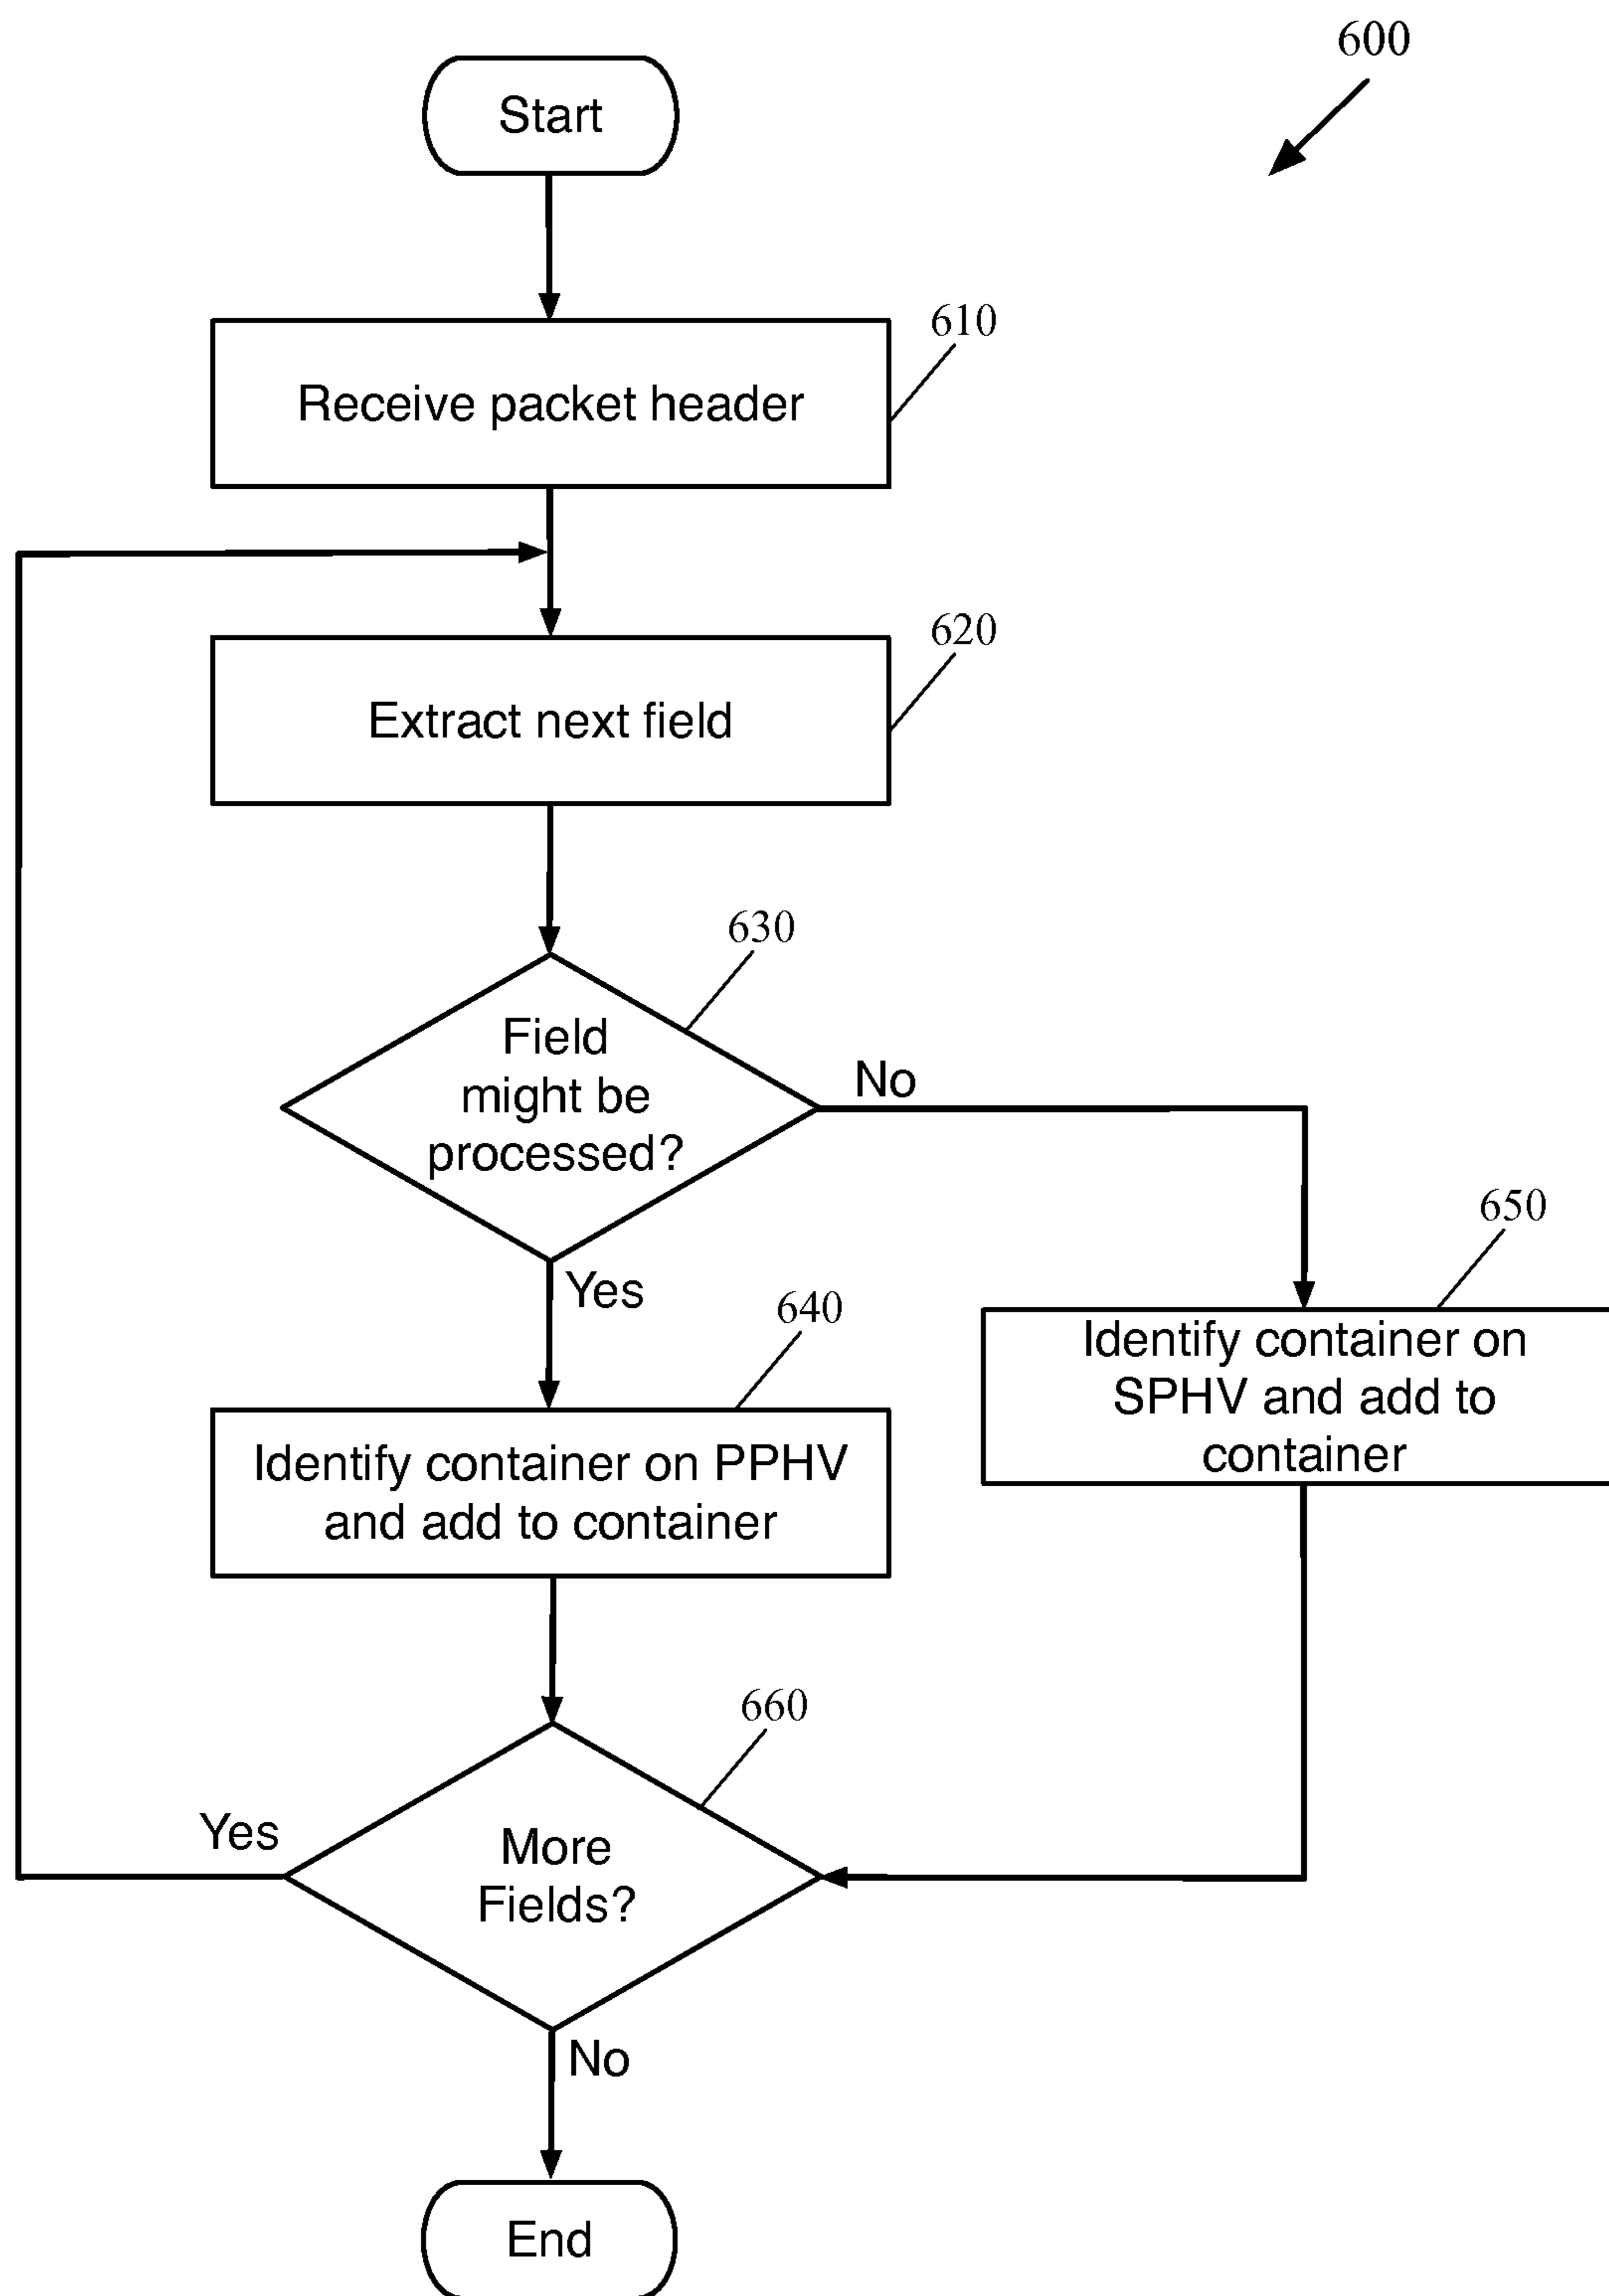 600
Start
610
Receive packet header
620
Extract next field
630
Field
might be
processed?
No
Yes
650
Identify container on
SPHV and add to
container
640
Identify container on PPHV
and add to container
660
Yes
More
Fields?
No
End